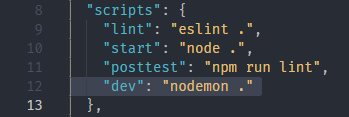 8 "scripts": {
9 "lint": "eslint .",
10 "start": "node .",
11 "posttest": "npm run lint",
12 "dev": "nodemon ."
13 },